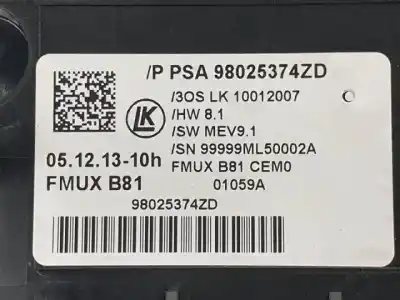 /P PSA 98025374ZD
/3OS LK 10012007
/HW 8.1
/SW MEV9.1
/SN 99999ML50002A
FMUX B81 CEM0
01059A
LK
05.12.13-10h
FMUX B81
98025374ZD